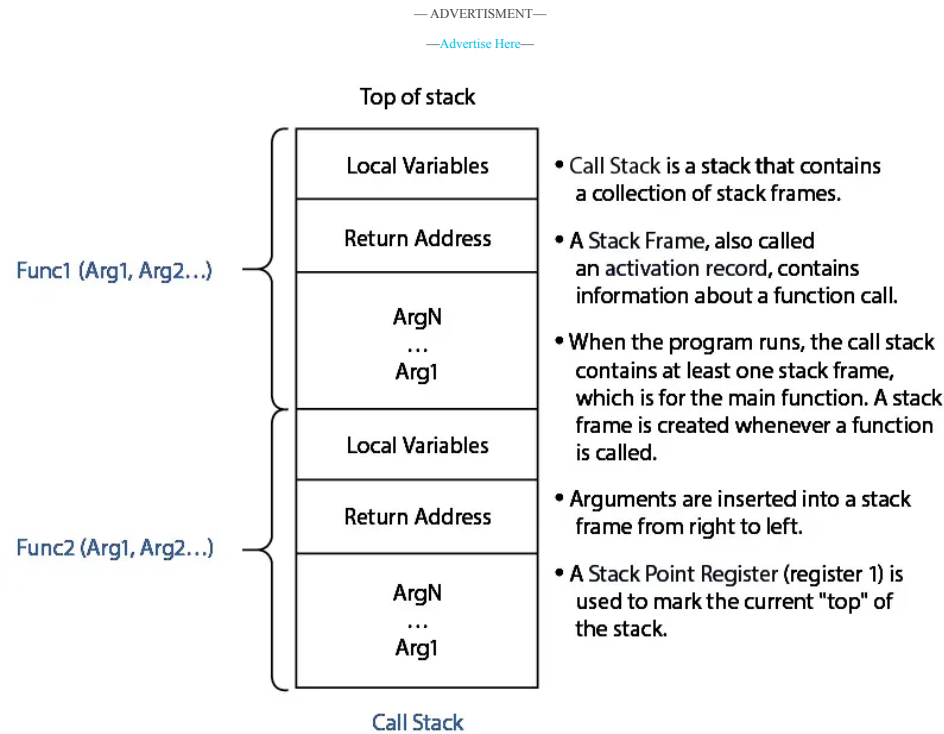 — ADVERTISMENT—
—Advertise Here—
Top of stack
Func1 (Arg1, Arg2…)
Local Variables
Return Address
ArgN
…
Arg1
Func2 (Arg1, Arg2…)
Local Variables
Return Address
ArgN
…
Arg1
Call Stack
• Call Stack is a stack that contains
a collection of stack frames.
• A Stack Frame, also called
an activation record, contains
information about a function call.
• When the program runs, the call stack
contains at least one stack frame,
which is for the main function. A stack
frame is created whenever a function
is called.
• Arguments are inserted into a stack
frame from right to left.
• A Stack Point Register (register 1) is
used to mark the current "top" of
the stack.